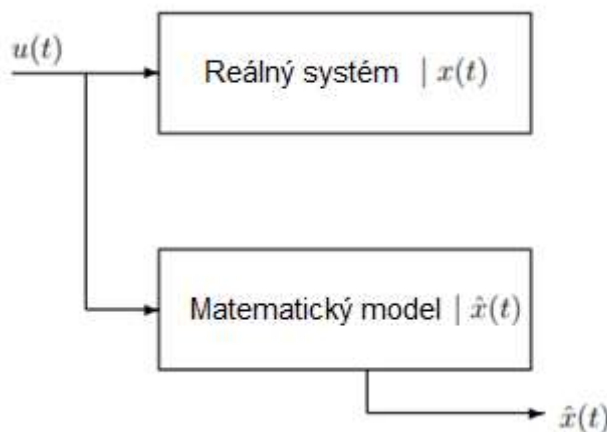 u(t)
Reálný systém | x(t)
Matematický model | x̂(t)
x̂(t)